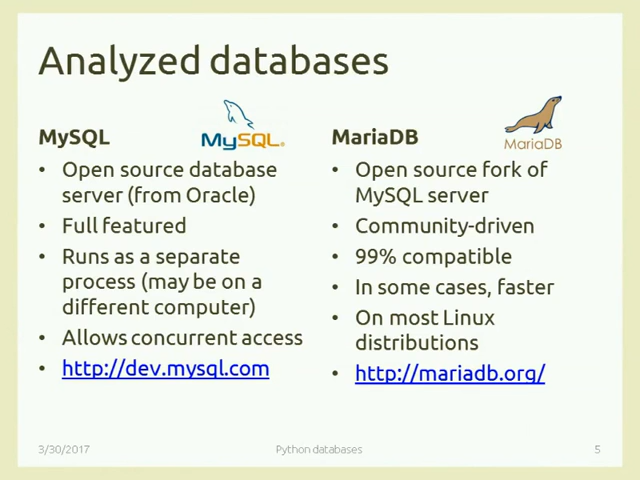 Analyzed databases
MySQL
MySQL®
• Open source database
server (from Oracle)
• Full featured
• Runs as a separate
process (may be on a
different computer)
• Allows concurrent access
• http://dev.mysql.com
MariaDB
MariaDB
• Open source fork of
MySQL server
• Community-driven
• 99% compatible
• In some cases, faster
• On most Linux
distributions
• http://mariadb.org/
3/30/2017
Python databases
5